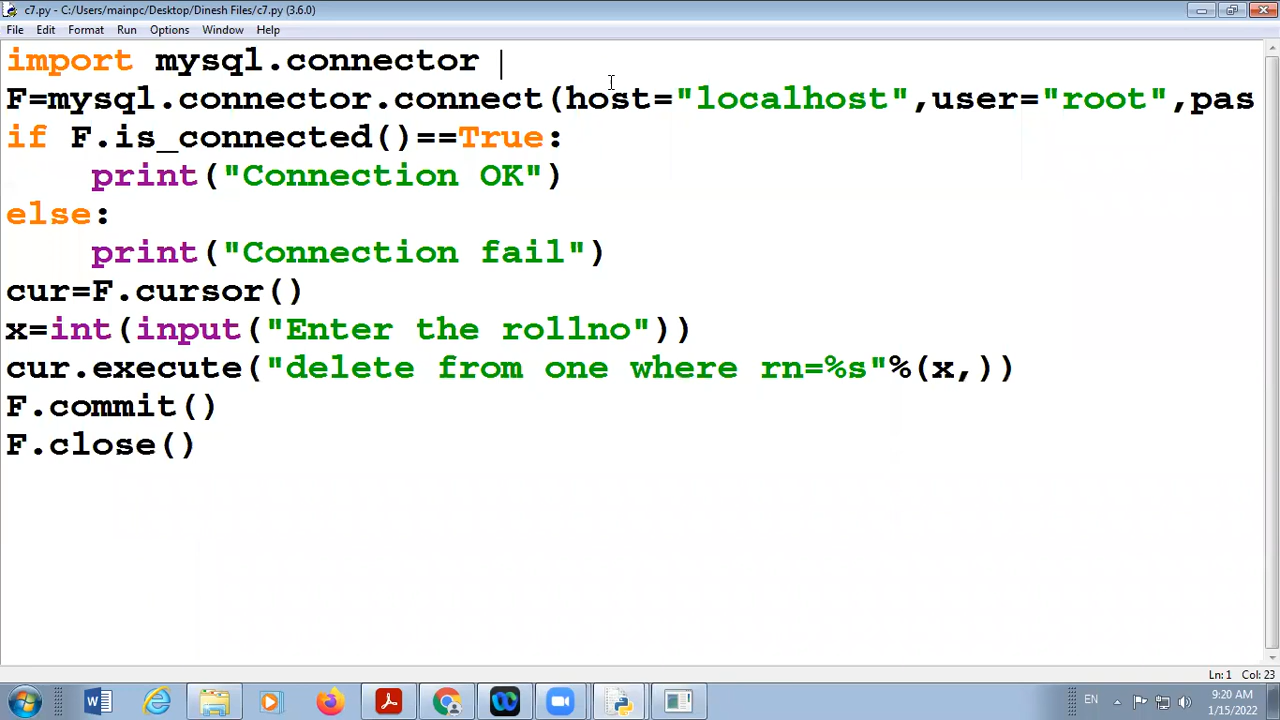 c7.py - C:/Users/mainpc/Desktop/Dinesh Files/c7.py (3.6.0)
File Edit Format Run Options Window Help
import mysql.connector
F=mysql.connector.connect(host="localhost",user="root",pas
if F.is_connected()==True:
    print("Connection OK")
else:
    print("Connection fail")
cur=F.cursor()
x=int(input("Enter the rollno"))
cur.execute("delete from one where rn=%s"%(x,))
F.commit()
F.close()
Ln: 1 Col: 23
EN
9:20 AM
1/15/2022